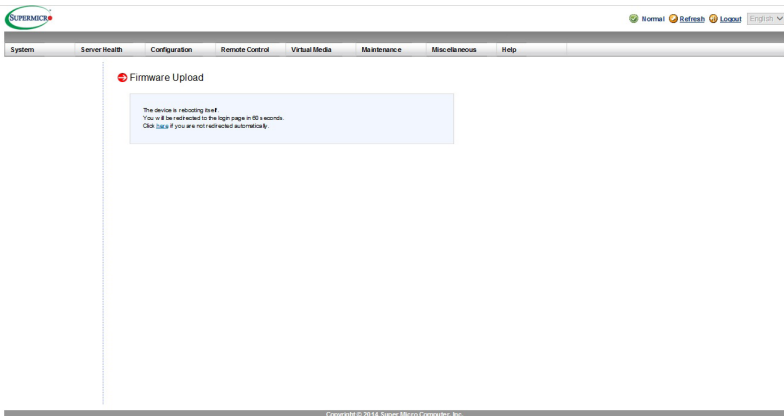 SUPERMICR
Normal Refresh Logout English
System Server Health Configuration Remote Control Virtual Media Maintenance Miscellaneous Help
Firmware Upload
The device is rebooting itself.
You will be redirected to the login page in 60 seconds.
Click here if you are not redirected automatically.
Copyright © 2014 Super Micro Computer, Inc.